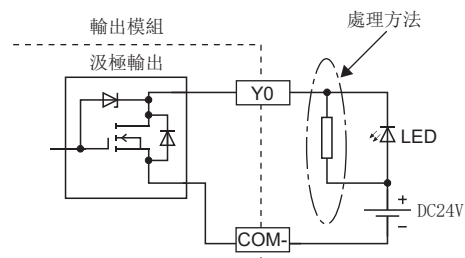 輸出模組
處理方法
汲極輸出
Y0
LED
+
DC24V
−
COM-